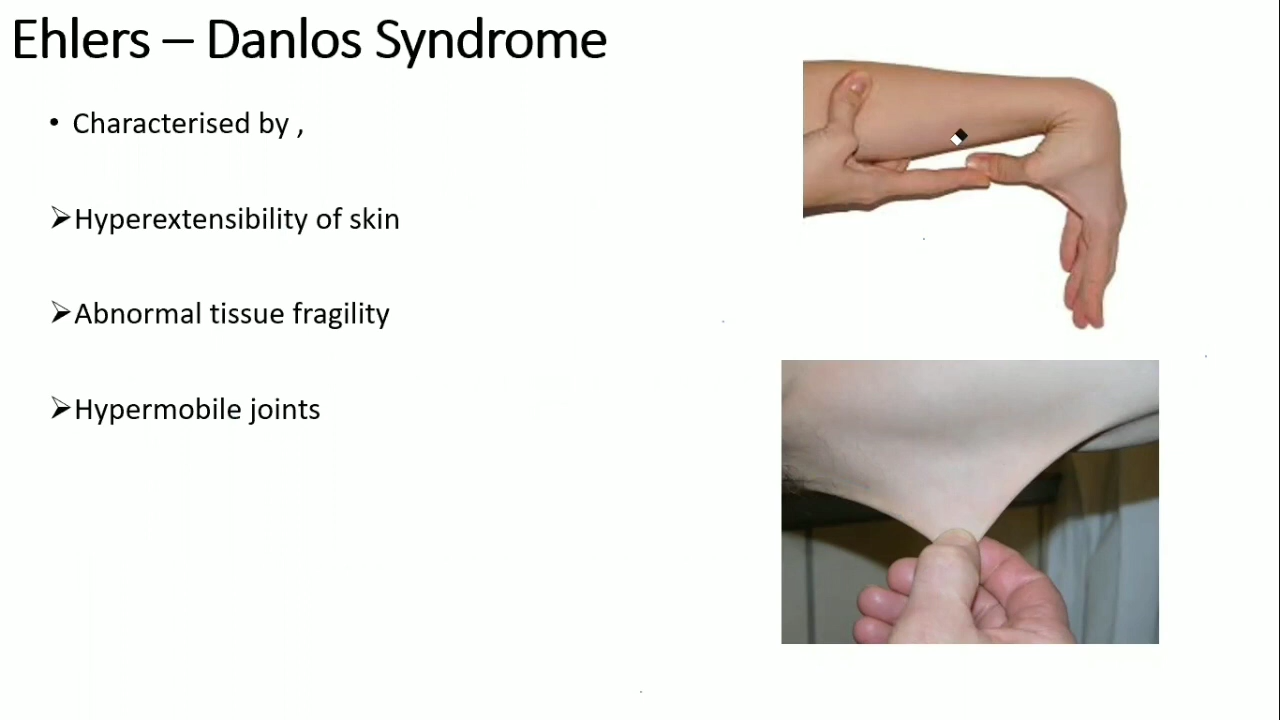 Ehlers – Danlos Syndrome
• Characterised by ,
➢Hyperextensibility of skin
➢Abnormal tissue fragility
➢Hypermobile joints